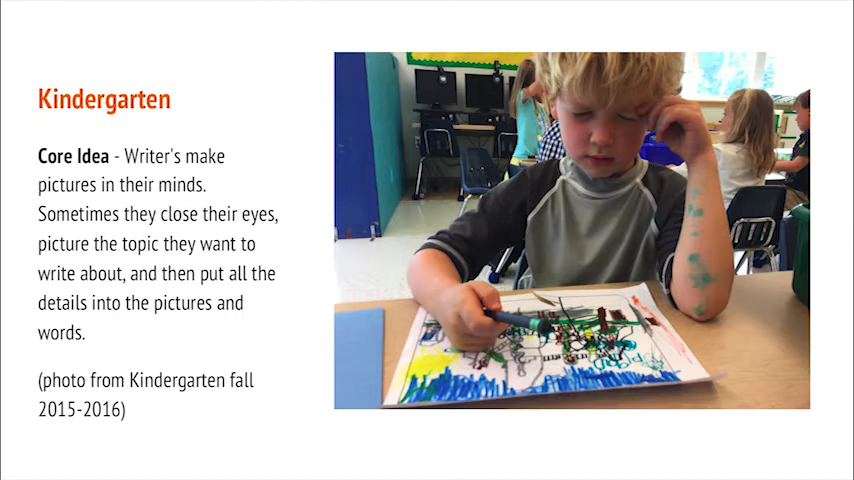 Kindergarten
Core Idea - Writer's make
pictures in their minds.
Sometimes they close their eyes,
picture the topic they want to
write about, and then put all the
details into the pictures and
words.
(photo from Kindergarten fall
2015-2016)